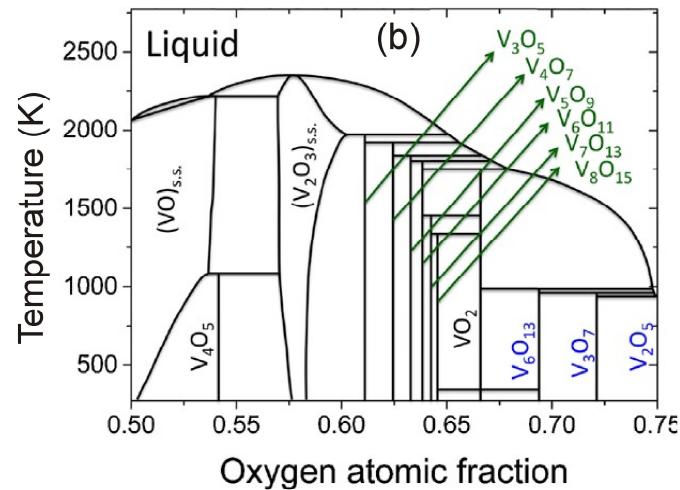 (b)
Liquid
V₃O₅
V₄O₇
V₅O₉
V₆O₁₁
V₇O₁₃
V₈O₁₅
2500
2000
1500
1000
500
Temperature (K)
(VO)s.s.
(V₂O₃)s.s.
V₄O₅
VO₂
V₆O₁₃
V₃O₇
V₂O₅
0.50
0.55
0.60
0.65
0.70
0.75
Oxygen atomic fraction